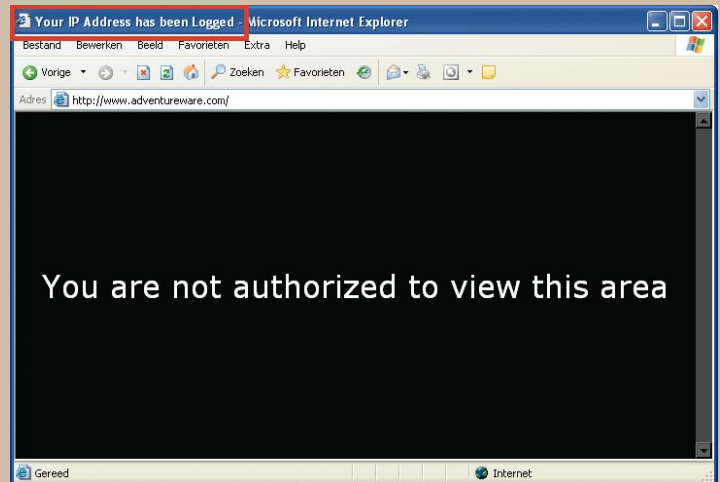 Your IP Address has been Logged - Microsoft Internet Explorer
Bestand Bewerken Beeld Favorieten Extra Help
Vorige Zoeken Favorieten
Adres http://www.adventureware.com/
You are not authorized to view this area
Gereed Internet